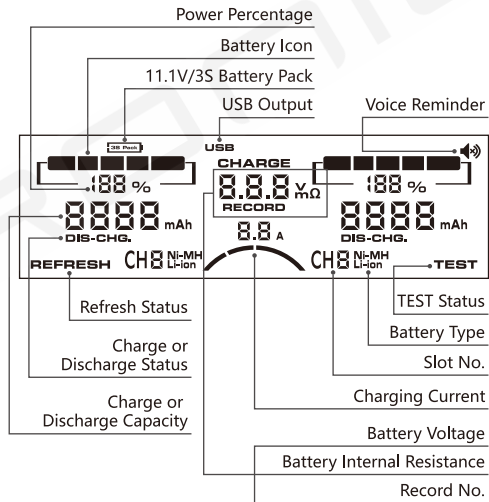 Power Percentage
Battery Icon
11.1V/3S Battery Pack
USB Output
Voice Reminder
3S Pack
USB
CHARGE
188 %
8.8.8 V mΩ
RECORD
188 %
8888 mAh
DIS-CHG.
8.8 A
8888 mAh
DIS-CHG.
REFRESH
CH8 Ni-MH
Li-ion
CH8 Ni-MH
Li-ion
TEST
Refresh Status
TEST Status
Battery Type
Charge or
Discharge Status
Slot No.
Charge or
Discharge Capacity
Charging Current
Battery Voltage
Battery Internal Resistance
Record No.